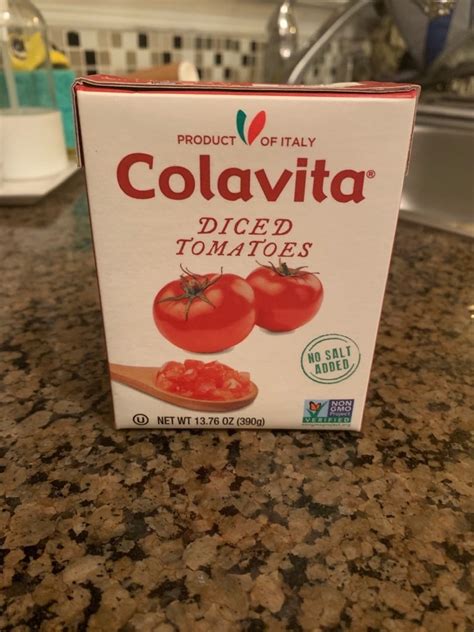 PRODUCT OF ITALY
Colavita®
DICED
TOMATOES
NO SALT
ADDED
U NET WT 13.76 OZ (390g)
NON
GMO
Project
VERIFIED